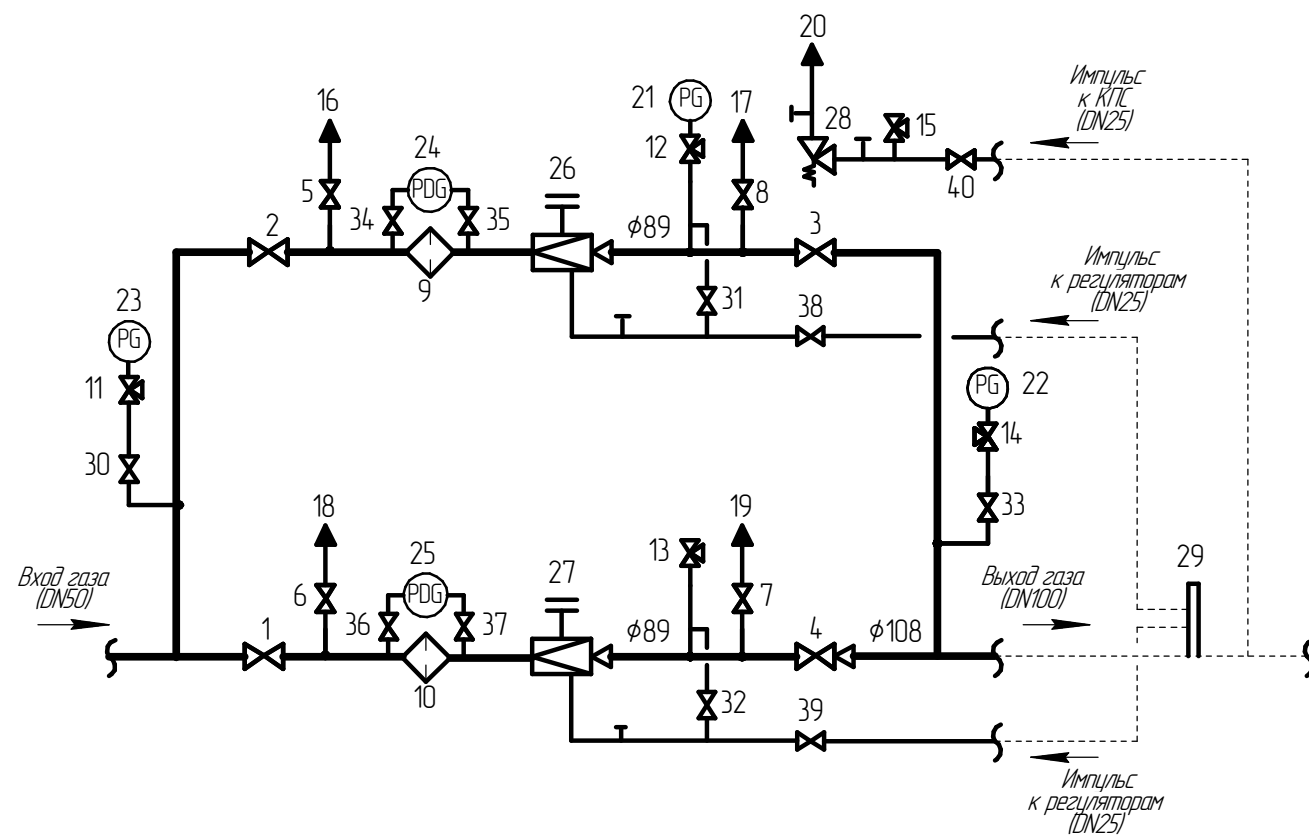 20
Импульс
к КПС
(DN25)
16
21
PG
17
28
15
24
12
26
PDG
5
34
35
8
40
2
φ89
3
Импульс
к регуляторам
(DN25)
9
23
31
38
PG
PG
22
11
14
30
33
18
19
13
29
25
27
Вход газа
(DN50)
Выход газа
(DN100)
PDG
6
7
36
37
1
φ89
4
φ108
10
32
39
Импульс
к регуляторам
(DN25)